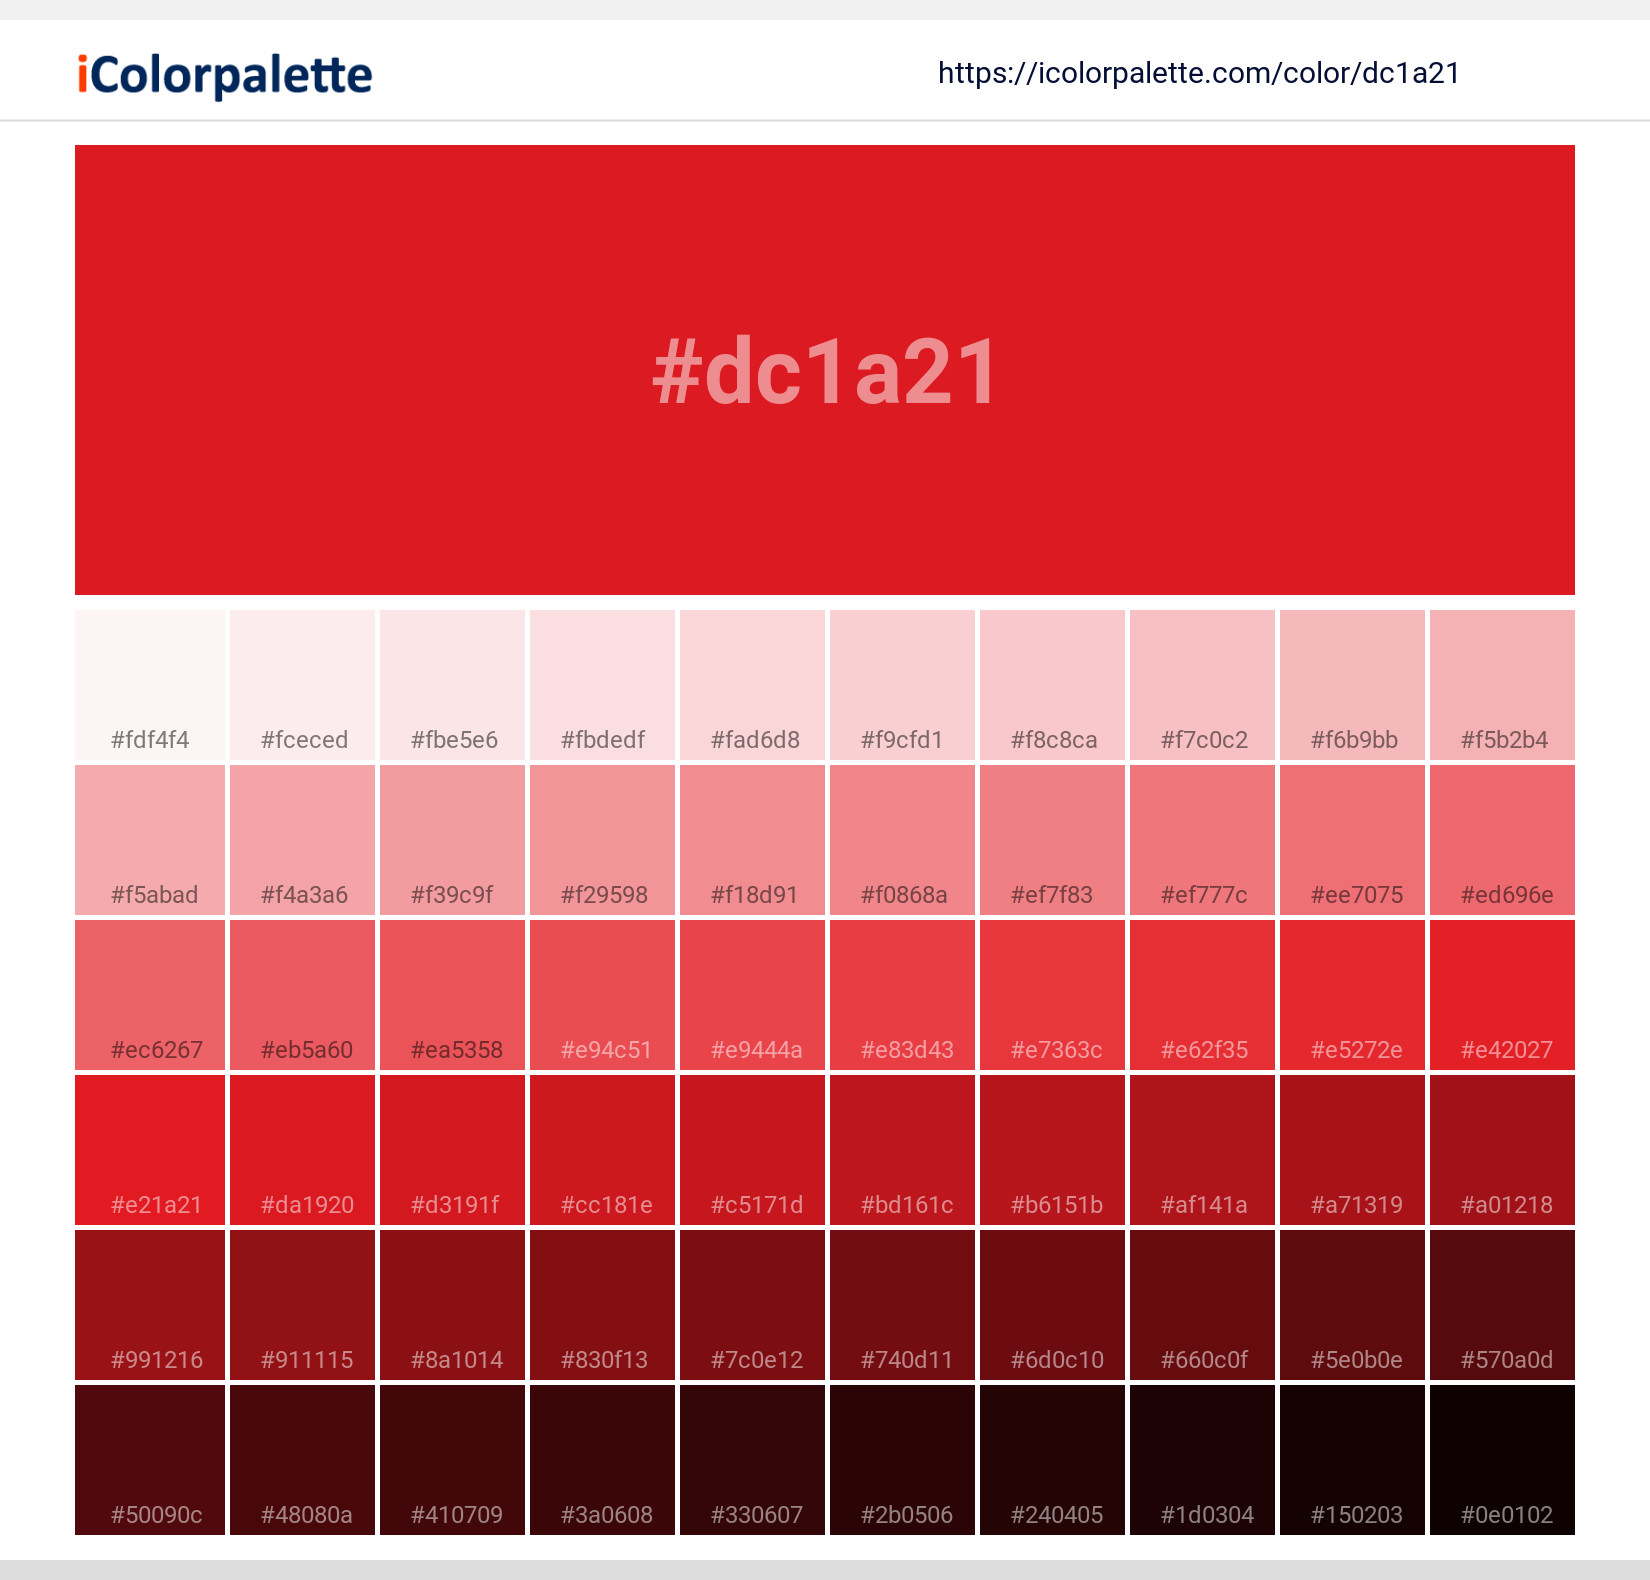 iColorpalette
https://icolorpalette.com/color/dc1a21
#dc1a21
#fdf4f4 #fceced #fbe5e6 #fbdedf #fad6d8 #f9cfd1 #f8c8ca #f7c0c2 #f6b9bb #f5b2b4
#f5abad #f4a3a6 #f39c9f #f29598 #f18d91 #f0868a #ef7f83 #ef777c #ee7075 #ed696e
#ec6267 #eb5a60 #ea5358 #e94c51 #e9444a #e83d43 #e7363c #e62f35 #e5272e #e42027
#e21a21 #da1920 #d3191f #cc181e #c5171d #bd161c #b6151b #af141a #a71319 #a01218
#991216 #911115 #8a1014 #830f13 #7c0e12 #740d11 #6d0c10 #660c0f #5e0b0e #570a0d
#50090c #48080a #410709 #3a0608 #330607 #2b0506 #240405 #1d0304 #150203 #0e0102